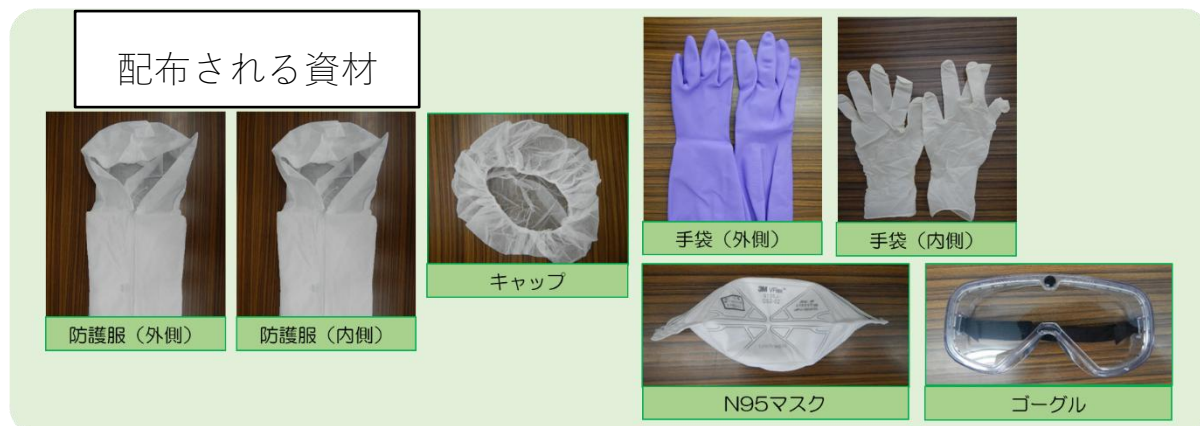 配布される資材
防護服（外側）
防護服（内側）
キャップ
手袋（外側）
手袋（内側）
3M VFlex™
N95マスク
ゴーグル